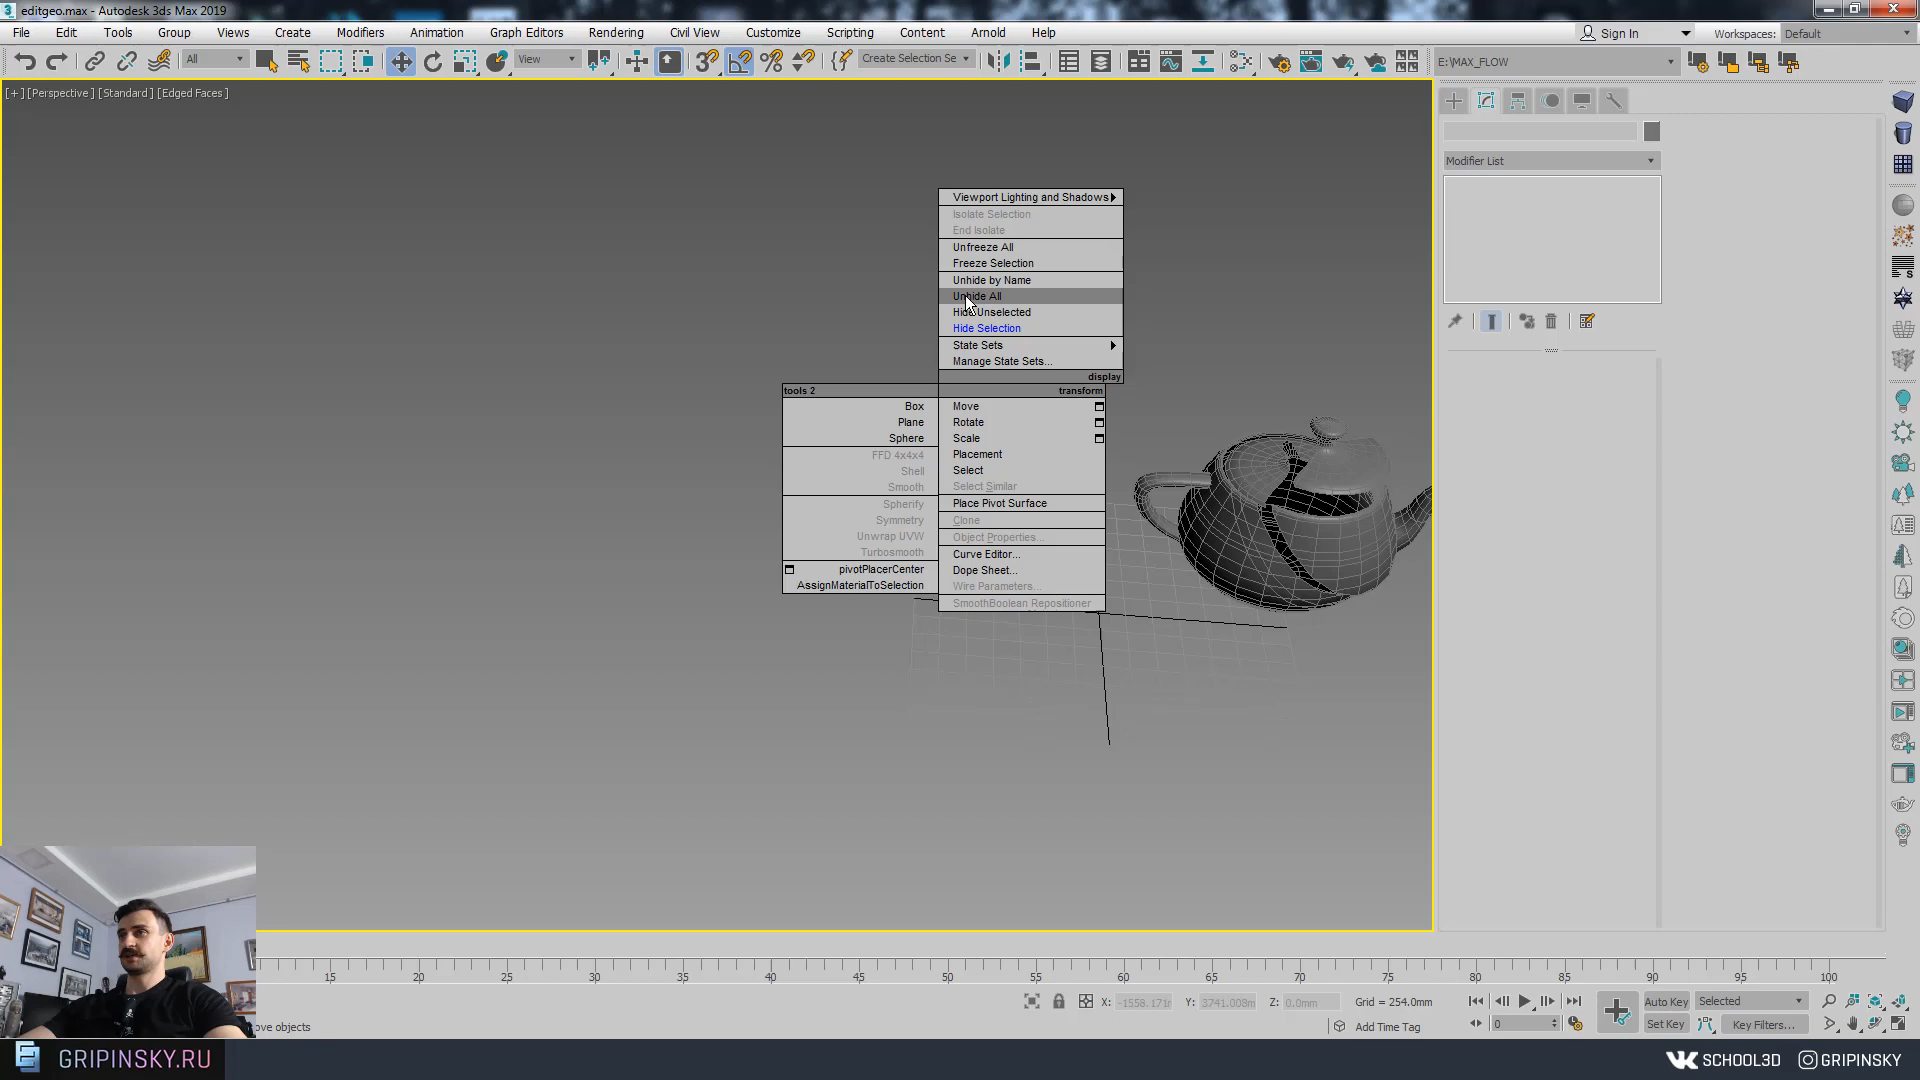 editgeo.max - Autodesk 3ds Max 2019
File Edit Tools Group Views Create Modifiers Animation Graph Editors Rendering Civil View Customize Scripting Content Arnold Help
Sign In
Workspaces: Default
All
View
Create Selection Se
E:\MAX_FLOW
[+] [Perspective ] [Standard ] [Edged Faces ]
Modifier List
Viewport Lighting and Shadows
Isolate Selection
End Isolate
Unfreeze All
Freeze Selection
Unhide by Name
Unhide All
Hide Unselected
Hide Selection
State Sets
Manage State Sets...
display
tools 2
transform
Box
Plane
Sphere
FFD 4x4x4
Shell
Smooth
Spherify
Symmetry
Unwrap UVW
Turbosmooth
pivotPlacerCenter
AssignMaterialToSelection
Move
Rotate
Scale
Placement
Select
Select Similar
Place Pivot Surface
Clone
Object Properties...
Curve Editor...
Dope Sheet...
Wire Parameters...
SmoothBoolean Repositioner
15 20 25 30 35 40 45 50 55 60 65 70 75 80 85 90 95 100
X: -1558.171r Y: 3741.008m Z: 0.0mm Grid = 254.0mm
Auto Key Selected
ove objects
Add Time Tag
0
Set Key Key Filters...
GRIPINSKY.RU
SCHOOL3D
GRIPINSKY